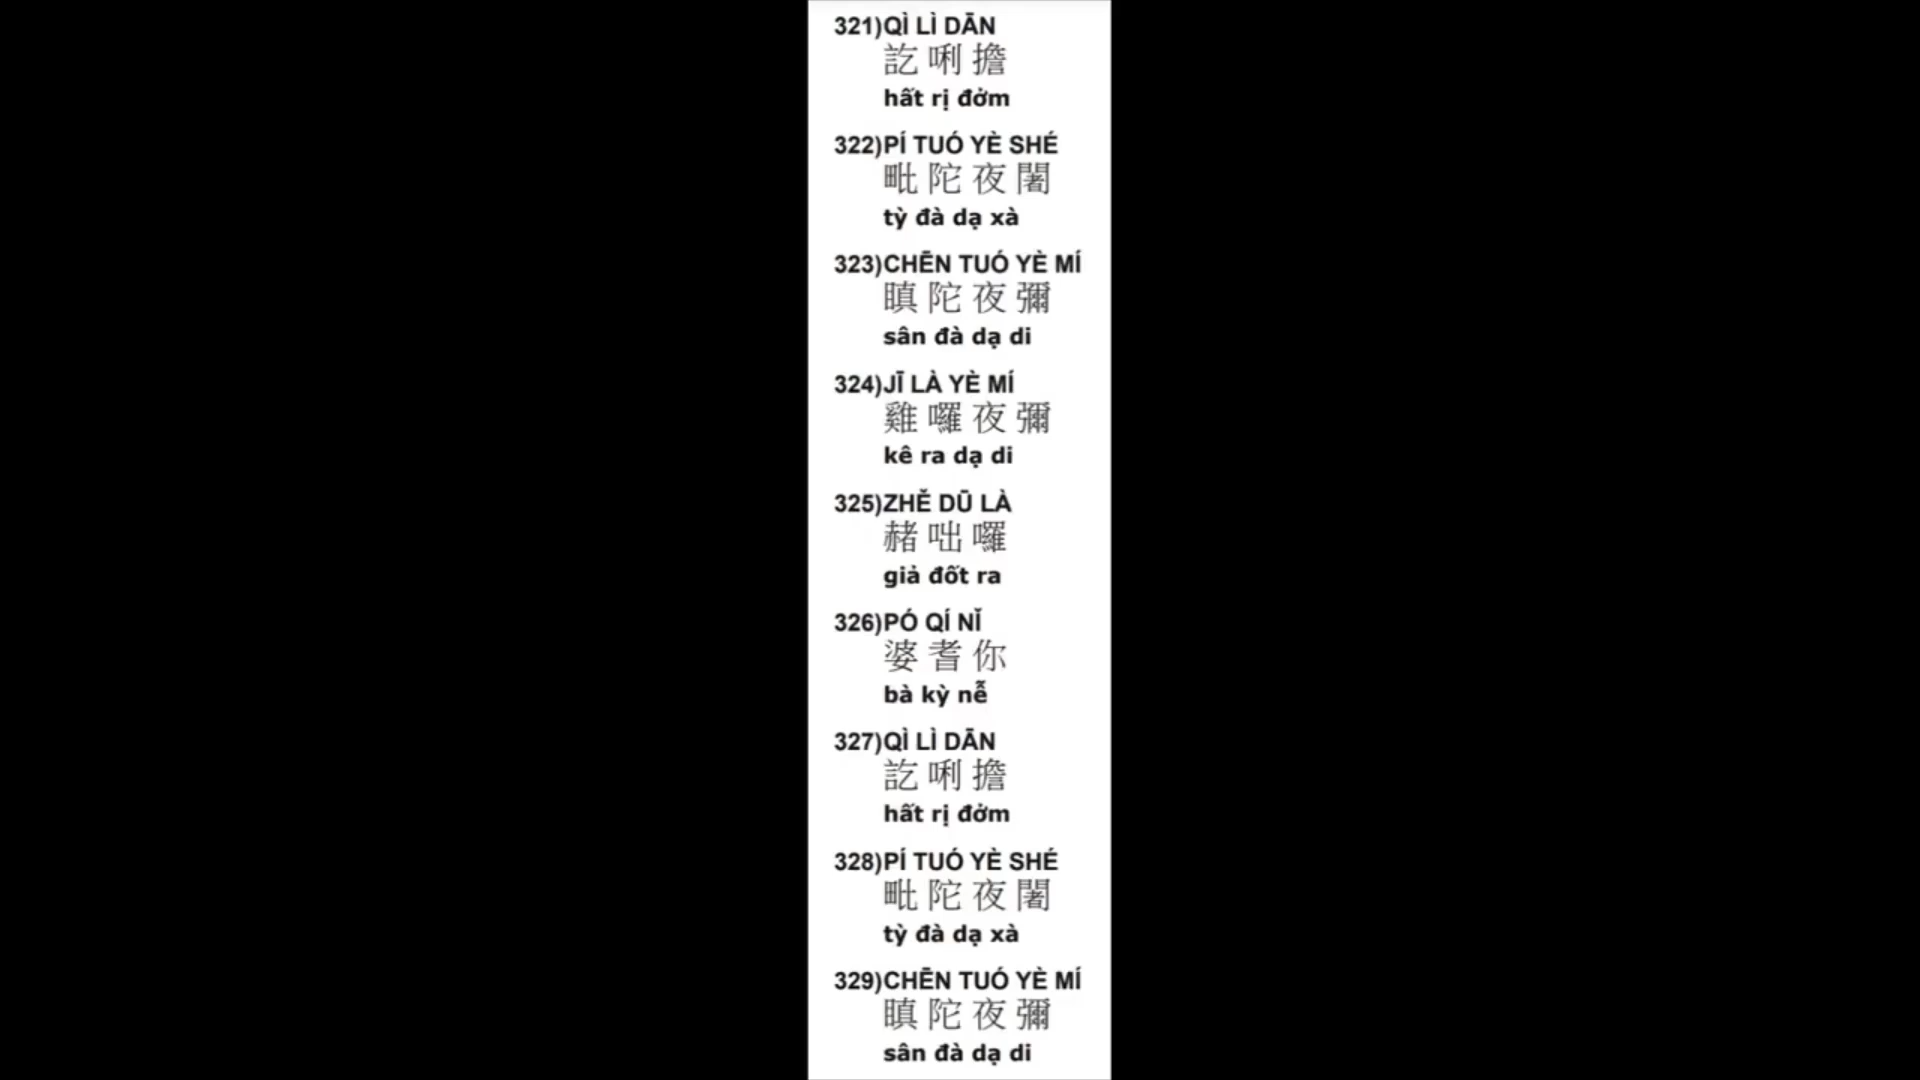 321)QÌ LÌ DĀN
訖 唎 擔
hất rị đởm
322)PÍ TUÓ YÈ SHÉ
毗 陀 夜 闍
tỳ đà dạ xà
323)CHĒN TUÓ YÈ MÍ
瞋 陀 夜 彌
sân đà dạ di
324)JĪ LÀ YÈ MÍ
雞 囉 夜 彌
kê ra dạ di
325)ZHĚ DŪ LÀ
赭 咄 囉
giả đốt ra
326)PÓ QÍ NǏ
婆 耆 你
bà kỳ nễ
327)QÌ LÌ DĀN
訖 唎 擔
hất rị đởm
328)PÍ TUÓ YÈ SHÉ
毗 陀 夜 闍
tỳ đà dạ xà
329)CHĒN TUÓ YÈ MÍ
瞋 陀 夜 彌
sân đà dạ di